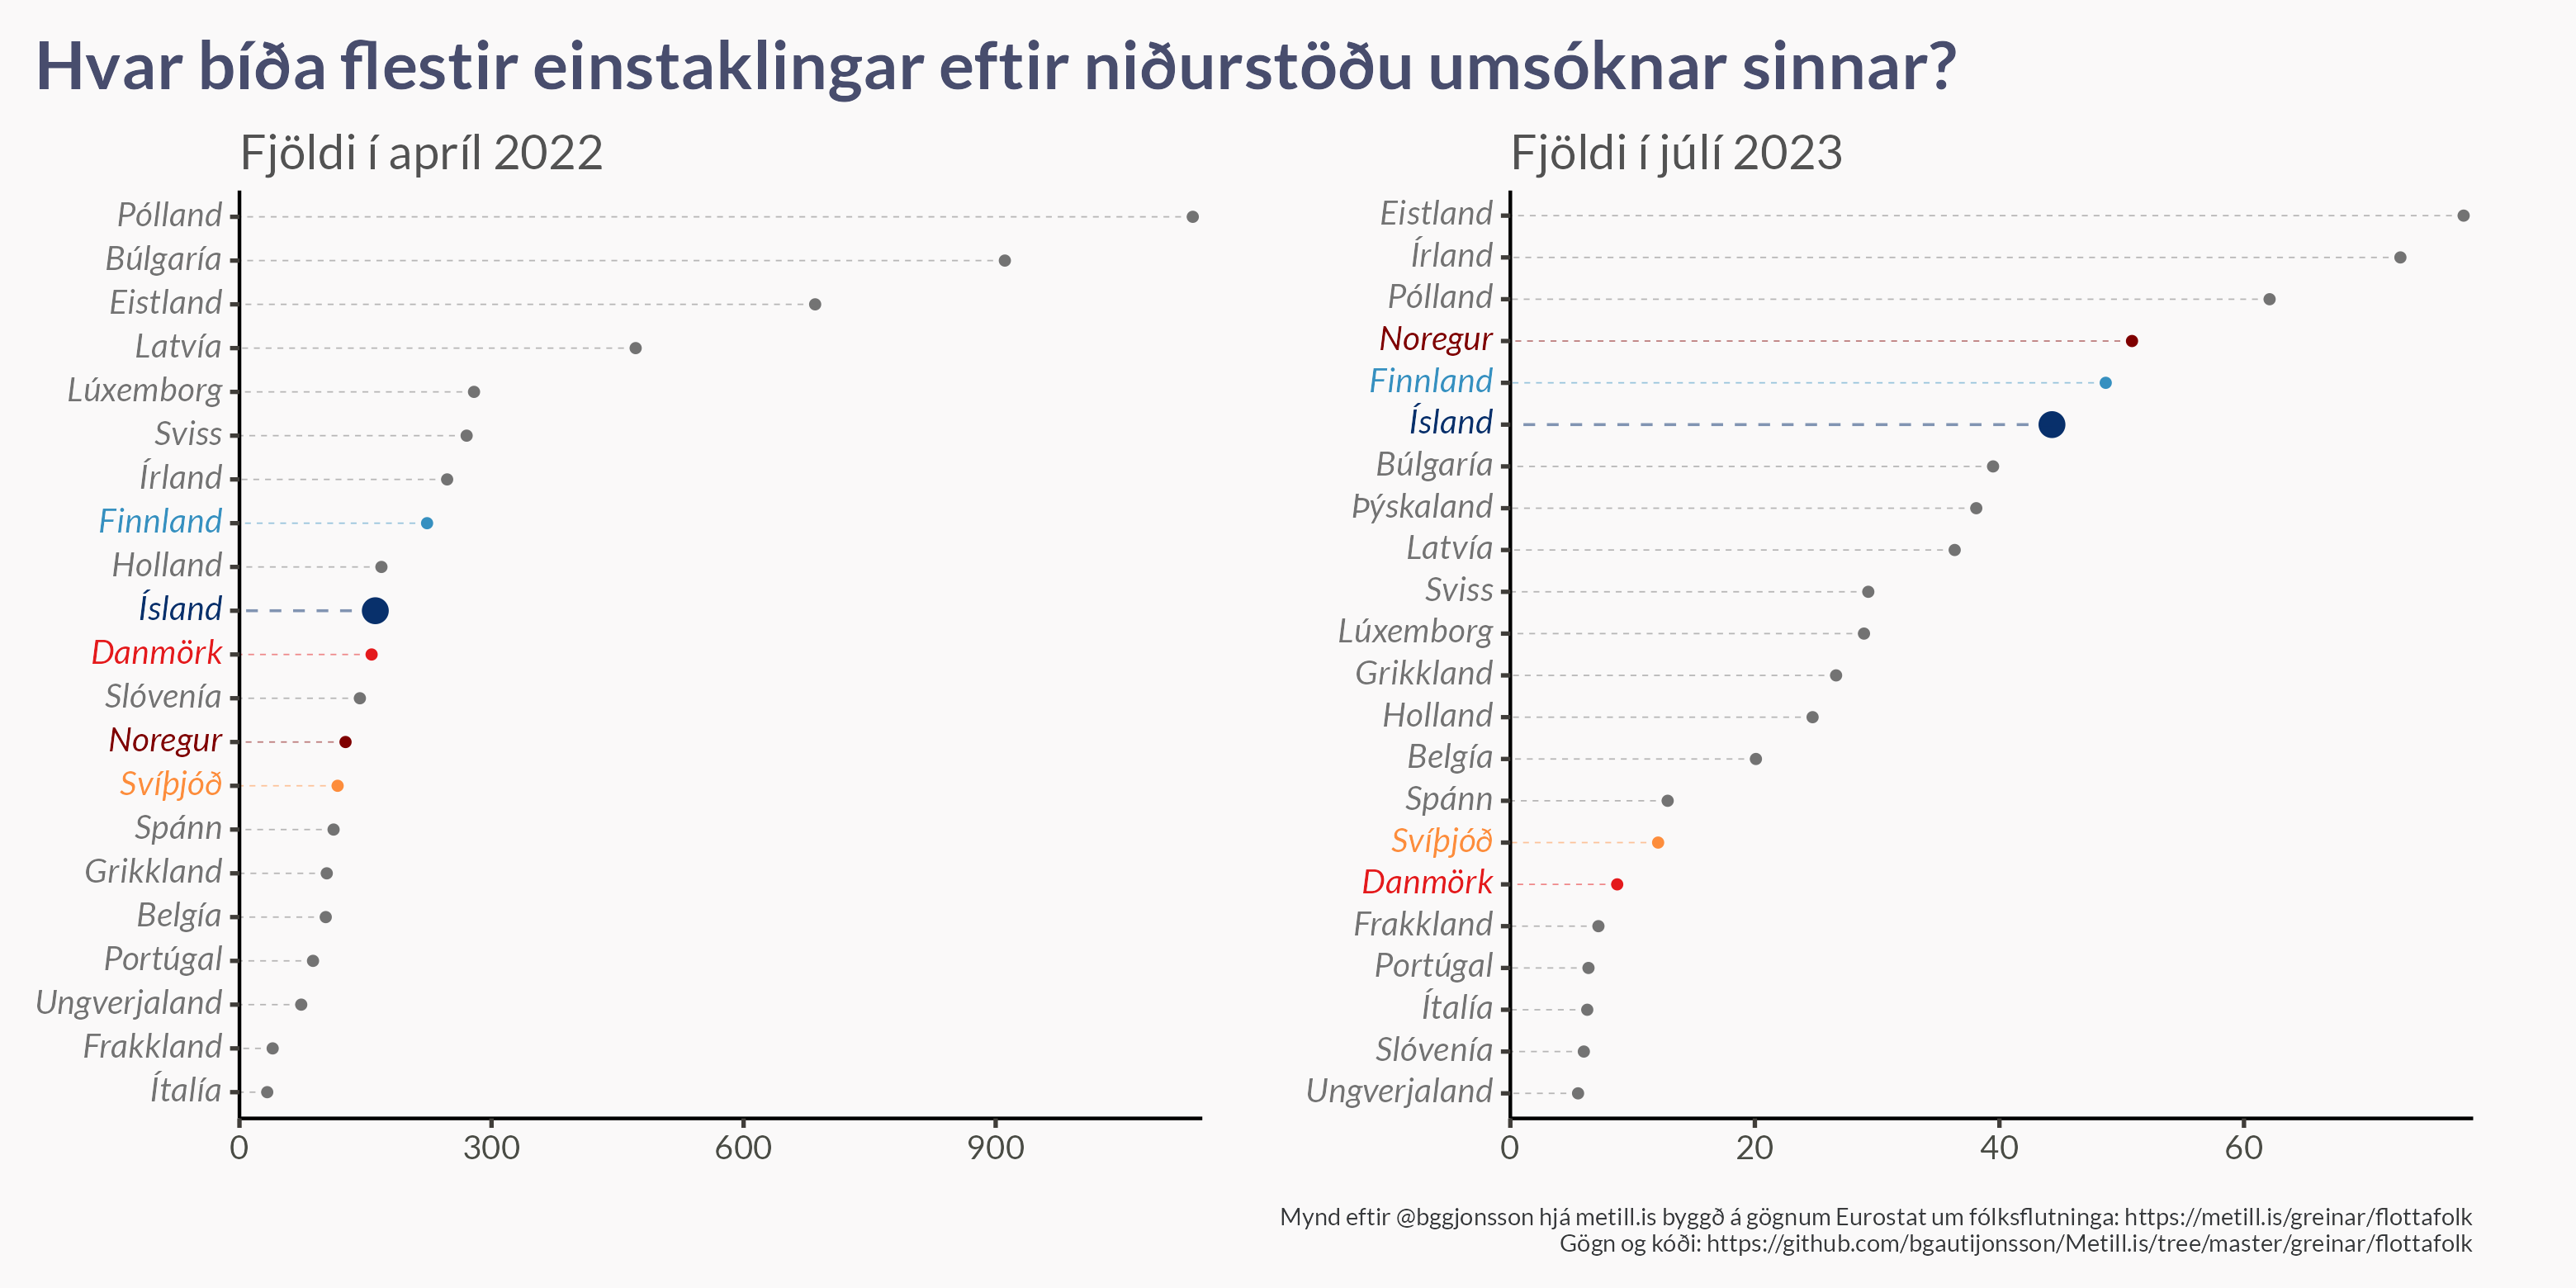 Hvar bíða flestir einstaklingar eftir niðurstöðu umsóknar sinnar?
Fjöldi í apríl 2022
Pólland
Búlgaría
Eistland
Latvía
Lúxemborg
Sviss
Írland
Finnland
Holland
Ísland
Danmörk
Slóvenía
Noregur
Svíþjóð
Spánn
Grikkland
Belgía
Portúgal
Ungverjaland
Frakkland
Ítalía
0 300 600 900
Fjöldi í júlí 2023
Eistland
Írland
Pólland
Noregur
Finnland
Ísland
Búlgaría
Þýskaland
Latvía
Sviss
Lúxemborg
Grikkland
Holland
Belgía
Spánn
Svíþjóð
Danmörk
Frakkland
Portúgal
Ítalía
Slóvenía
Ungverjaland
0 20 40 60
Mynd eftir @bggjonsson hjá metill.is byggð á gögnum Eurostat um fólksflutninga: https://metill.is/greinar/flottafolk
Gögn og kóði: https://github.com/bgautijonsson/Metill.is/tree/master/greinar/flottafolk